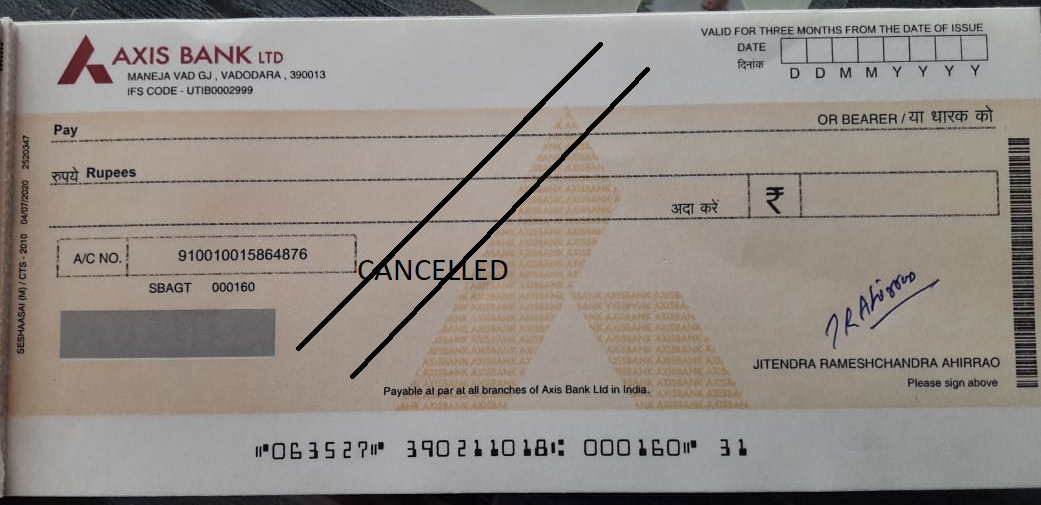 AXIS BANK LTD
MANEJA VAD GJ , VADODARA , 390013
IFS CODE - UTIB0002999
VALID FOR THREE MONTHS FROM THE DATE OF ISSUE
DATE
दिनांक
D D M M Y Y Y Y
Pay
OR BEARER / या धारक को
रुपये Rupees
अदा करें
₹
A/C NO. 910010015864876
SBAGT 000160
CANCELLED
J R Ahirrao
JITENDRA RAMESHCHANDRA AHIRRAO
Please sign above
Payable at par at all branches of Axis Bank Ltd in India.
SESHAASAI (M) / CTS - 2010 04/07/2020 2520347
⑈063527⑈ 390211018⑆ 000160⑈ 31